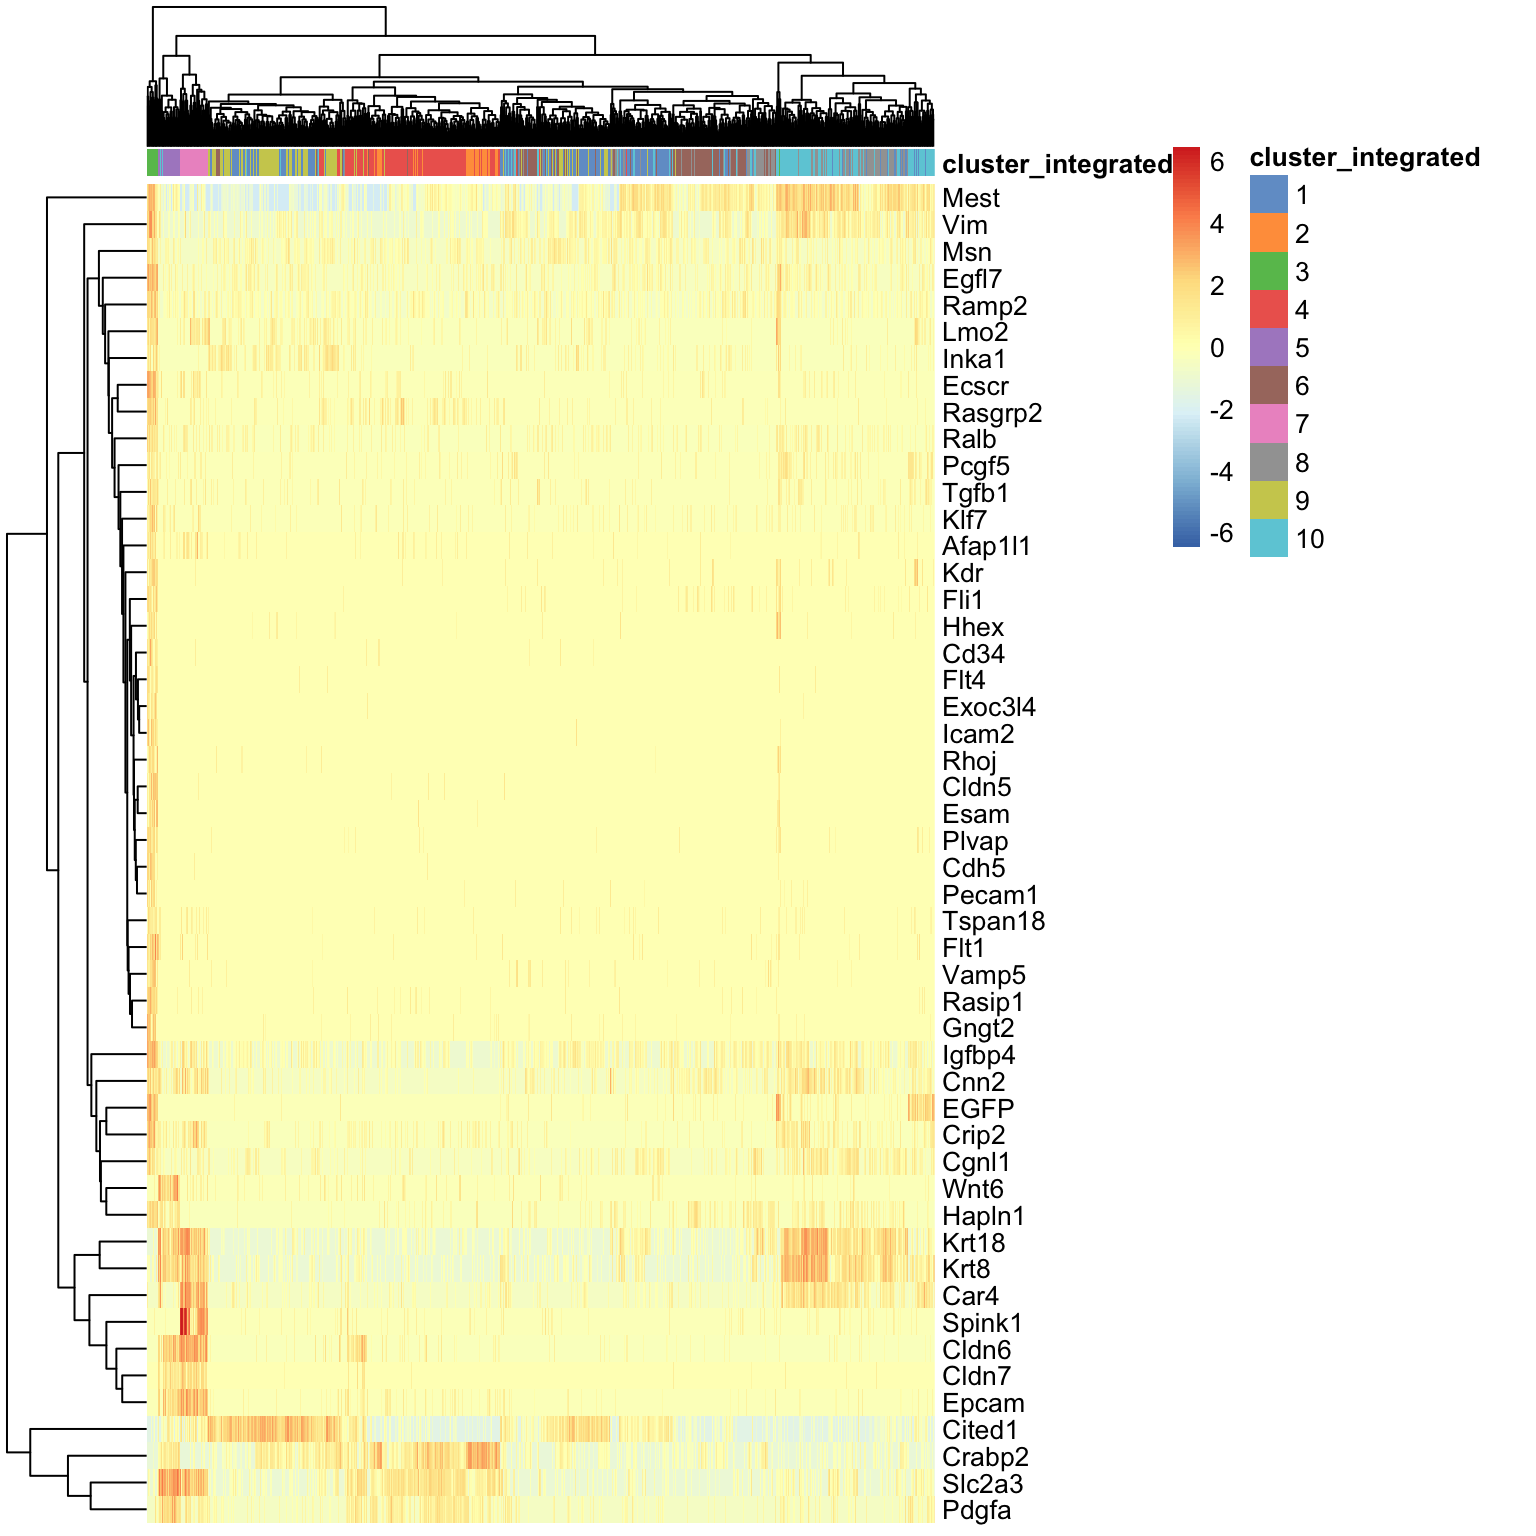 cluster_integrated
Mest
Vim
Msn
Egfl7
Ramp2
Lmo2
Inka1
Ecscr
Rasgrp2
Ralb
Pcgf5
Tgfb1
Klf7
Afap1l1
Kdr
Fli1
Hhex
Cd34
Flt4
Exoc3l4
Icam2
Rhoj
Cldn5
Esam
Plvap
Cdh5
Pecam1
Tspan18
Flt1
Vamp5
Rasip1
Gngt2
Igfbp4
Cnn2
EGFP
Crip2
Cgnl1
Wnt6
Hapln1
Krt18
Krt8
Car4
Spink1
Cldn6
Cldn7
Epcam
Cited1
Crabp2
Slc2a3
Pdgfa
6
4
2
0
-2
-4
-6
cluster_integrated
1
2
3
4
5
6
7
8
9
10